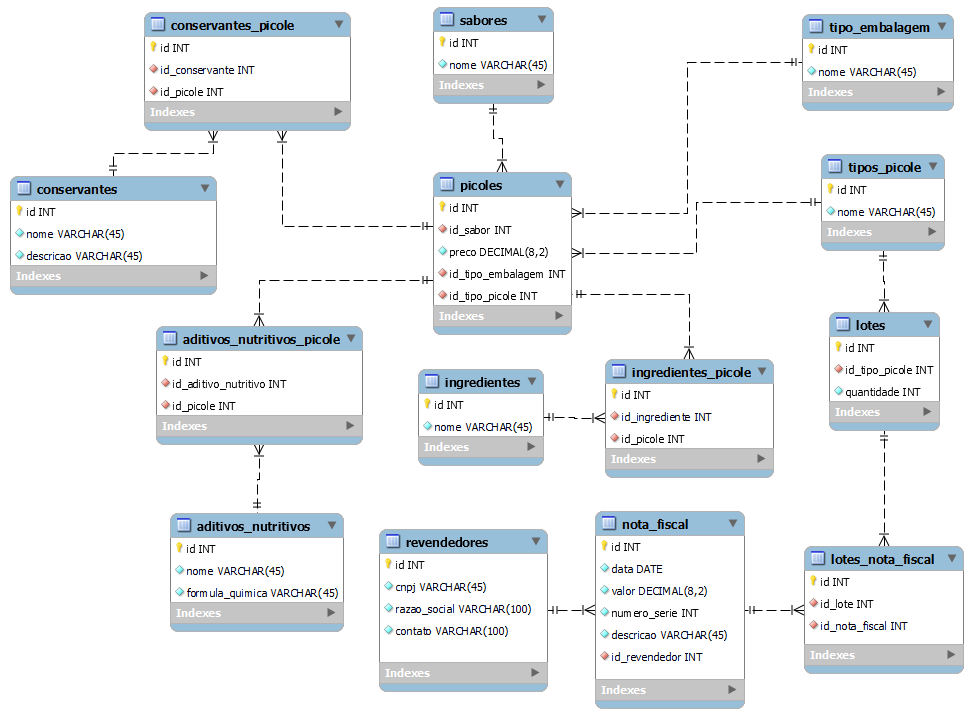 conservantes_picole
id INT
id_conservante INT
id_picole INT
Indexes
sabores
id INT
nome VARCHAR(45)
Indexes
tipo_embalagem
id INT
nome VARCHAR(45)
Indexes
conservantes
id INT
nome VARCHAR(45)
descricao VARCHAR(45)
Indexes
picoles
id INT
id_sabor INT
preco DECIMAL(8,2)
id_tipo_embalagem INT
id_tipo_picole INT
Indexes
tipos_picole
id INT
nome VARCHAR(45)
Indexes
aditivos_nutritivos_picole
id INT
id_aditivo_nutritivo INT
id_picole INT
Indexes
ingredientes
id INT
nome VARCHAR(45)
Indexes
ingredientes_picole
id INT
id_ingrediente INT
id_picole INT
Indexes
lotes
id INT
id_tipo_picole INT
quantidade INT
Indexes
aditivos_nutritivos
id INT
nome VARCHAR(45)
formula_quimica VARCHAR(45)
Indexes
revendedores
id INT
cnpj VARCHAR(45)
razao_social VARCHAR(100)
contato VARCHAR(100)
Indexes
nota_fiscal
id INT
data DATE
valor DECIMAL(8,2)
numero_serie INT
descricao VARCHAR(45)
id_revendedor INT
Indexes
lotes_nota_fiscal
id INT
id_lote INT
id_nota_fiscal INT
Indexes